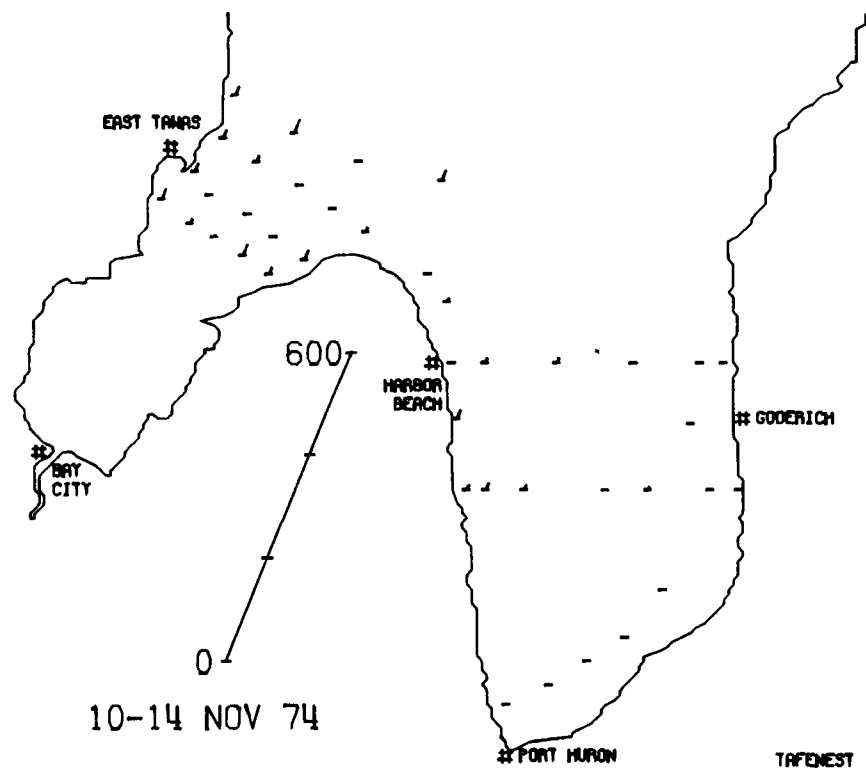 EAST TAWAS
600
HARBOR
BEACH
GODERICH
BAY
CITY
0
10-14 NOV 74
PORT HURON
TAFENEST